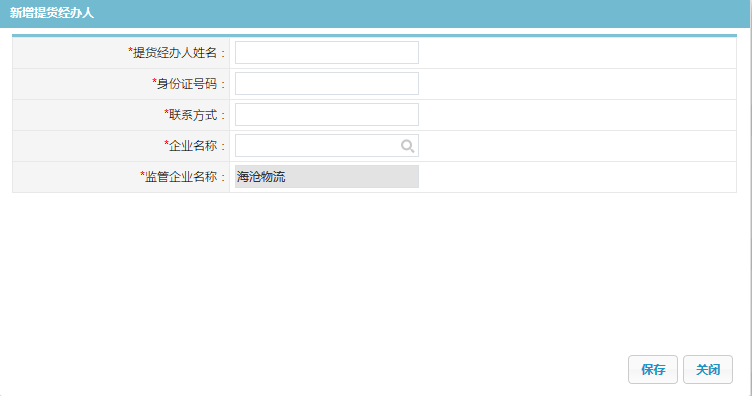 新增提货经办人
*提货经办人姓名：
*身份证号码：
*联系方式：
*企业名称：
*监管企业名称： 海沧物流
保存 关闭